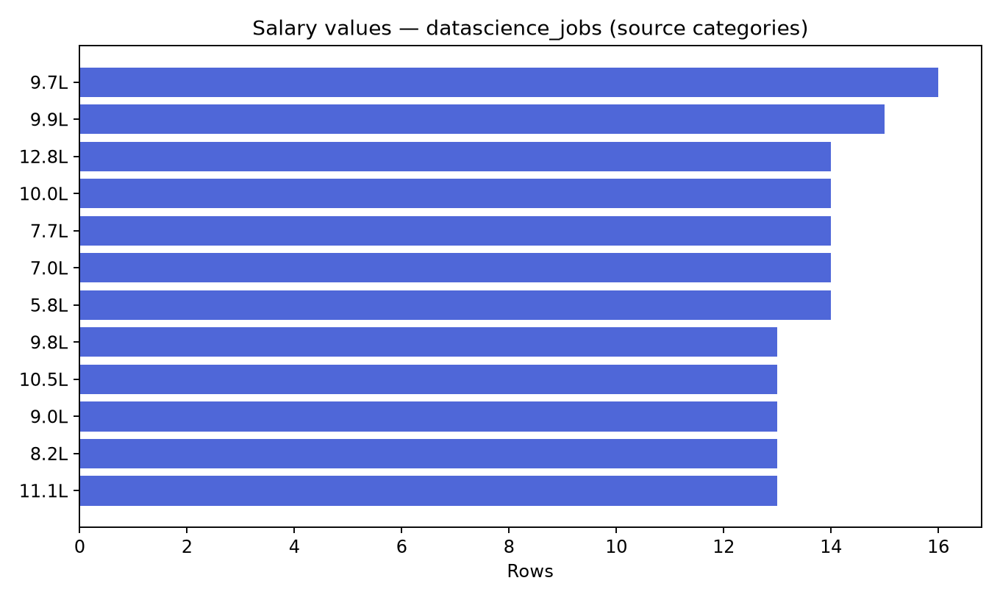 Salary values — datascience_jobs (source categories)
9.7L
9.9L
12.8L
10.0L
7.7L
7.0L
5.8L
9.8L
10.5L
9.0L
8.2L
11.1L
0 2 4 6 8 10 12 14 16
Rows